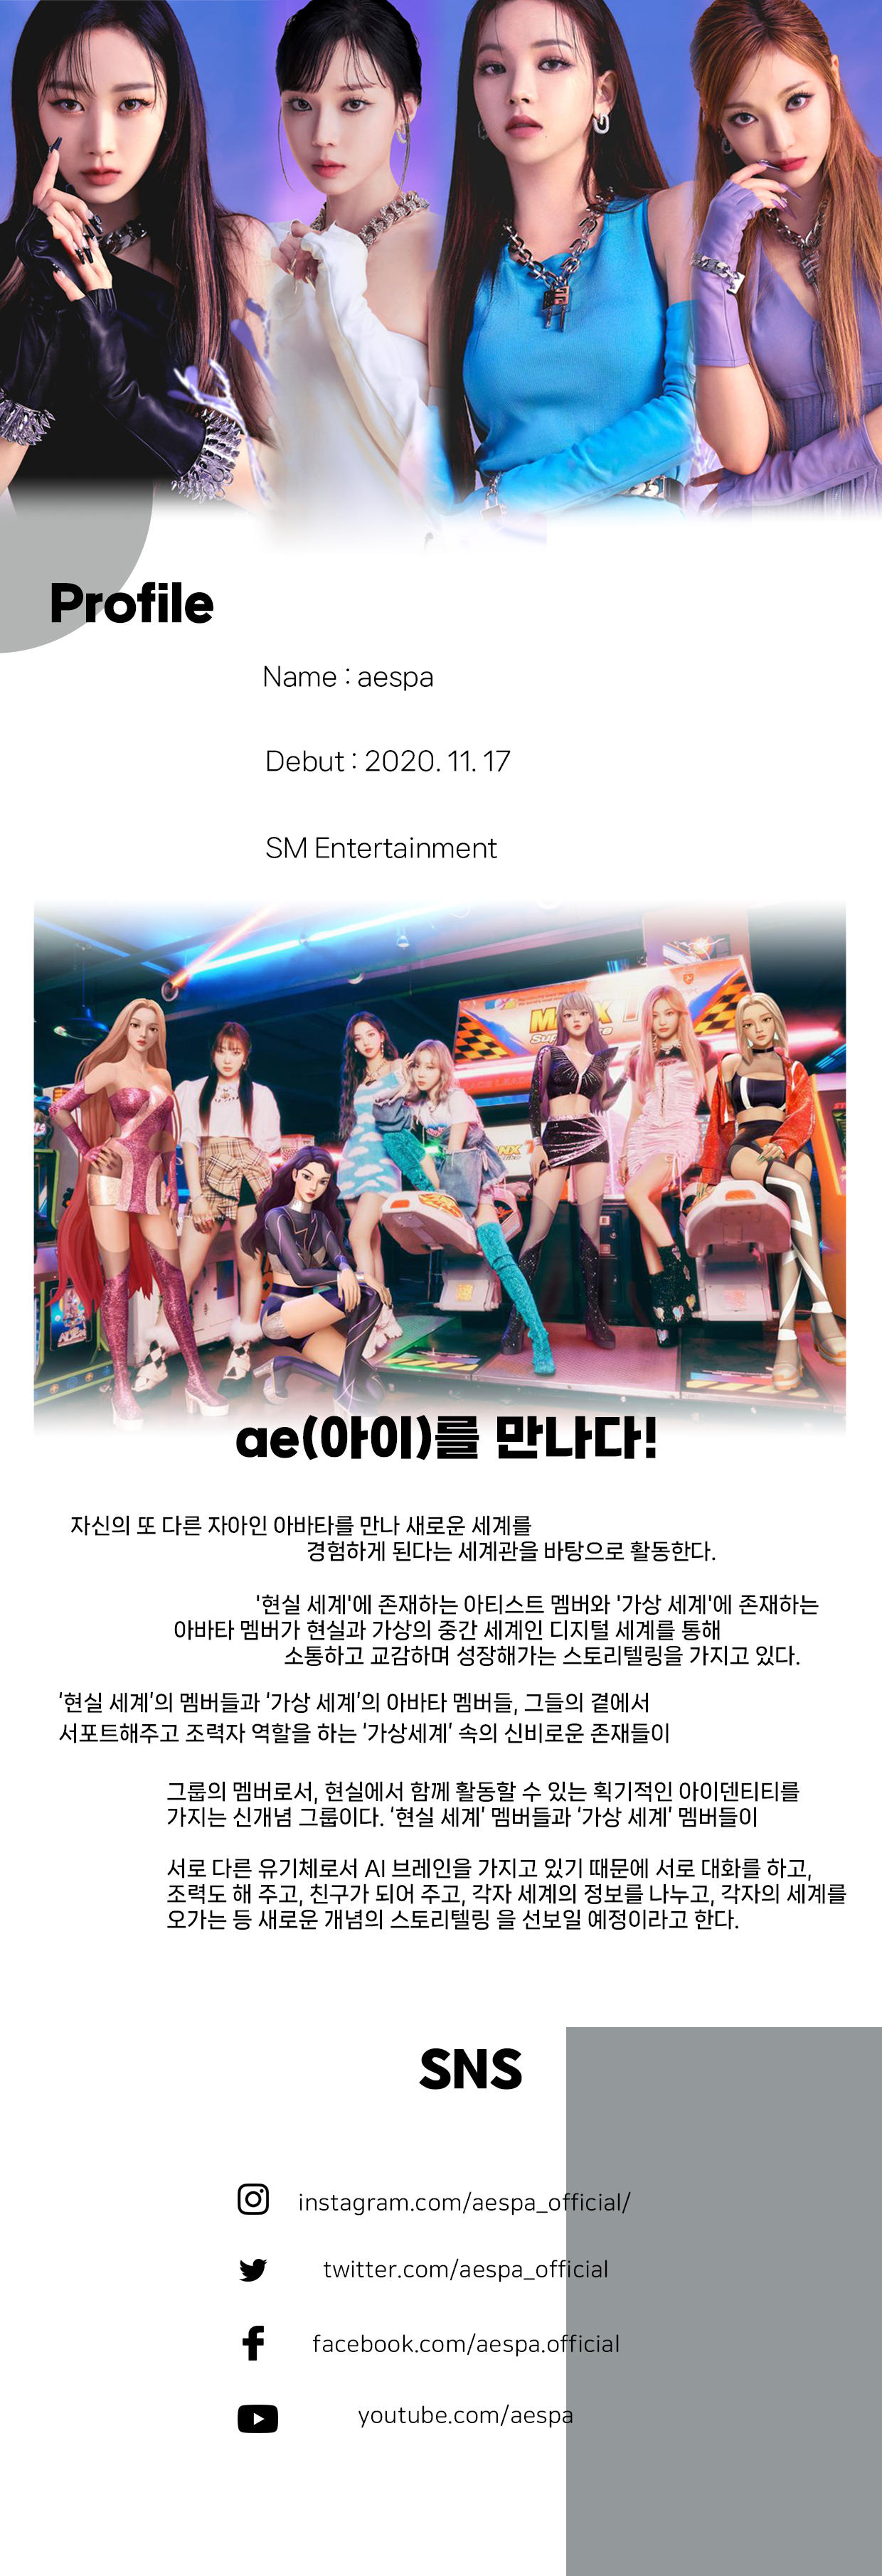 Profile
Name : aespa
Debut : 2020. 11. 17
SM Entertainment
ae(아이)를 만나다!
자신의 또 다른 자아인 아바타를 만나 새로운 세계를
경험하게 된다는 세계관을 바탕으로 활동한다.
'현실 세계'에 존재하는 아티스트 멤버와 '가상 세계'에 존재하는
아바타 멤버가 현실과 가상의 중간 세계인 디지털 세계를 통해
소통하고 교감하며 성장해가는 스토리텔링을 가지고 있다.
‘현실 세계’의 멤버들과 ‘가상 세계’의 아바타 멤버들, 그들의 곁에서
서포트해주고 조력자 역할을 하는 ‘가상세계’ 속의 신비로운 존재들이
그룹의 멤버로서, 현실에서 함께 활동할 수 있는 획기적인 아이덴티티를
가지는 신개념 그룹이다. ‘현실 세계’ 멤버들과 ‘가상 세계’ 멤버들이
서로 다른 유기체로서 AI 브레인을 가지고 있기 때문에 서로 대화를 하고,
조력도 해 주고, 친구가 되어 주고, 각자 세계의 정보를 나누고, 각자의 세계를
오가는 등 새로운 개념의 스토리텔링 을 선보일 예정이라고 한다.
SNS
instagram.com/aespa_official/
twitter.com/aespa_official
facebook.com/aespa.official
youtube.com/aespa